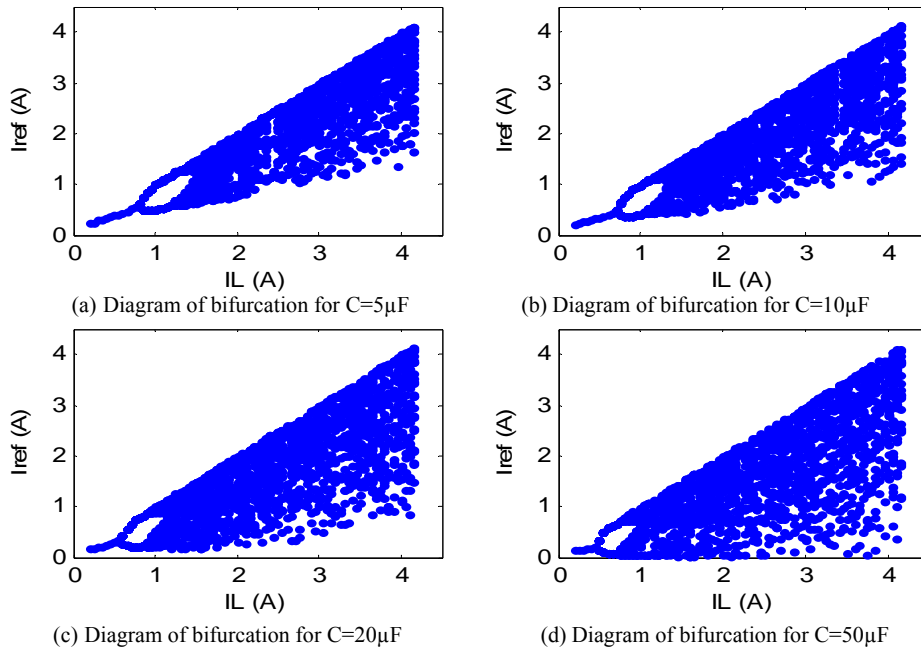 4
3
2
1
0
Iref (A)
0 1 2 3 4
IL (A)
(a) Diagram of bifurcation for C=5µF
4
3
2
1
0
Iref (A)
0 1 2 3 4
IL (A)
(b) Diagram of bifurcation for C=10µF
4
3
2
1
0
Iref (A)
0 1 2 3 4
IL (A)
(c) Diagram of bifurcation for C=20µF
4
3
2
1
0
Iref (A)
0 1 2 3 4
IL (A)
(d) Diagram of bifurcation for C=50µF